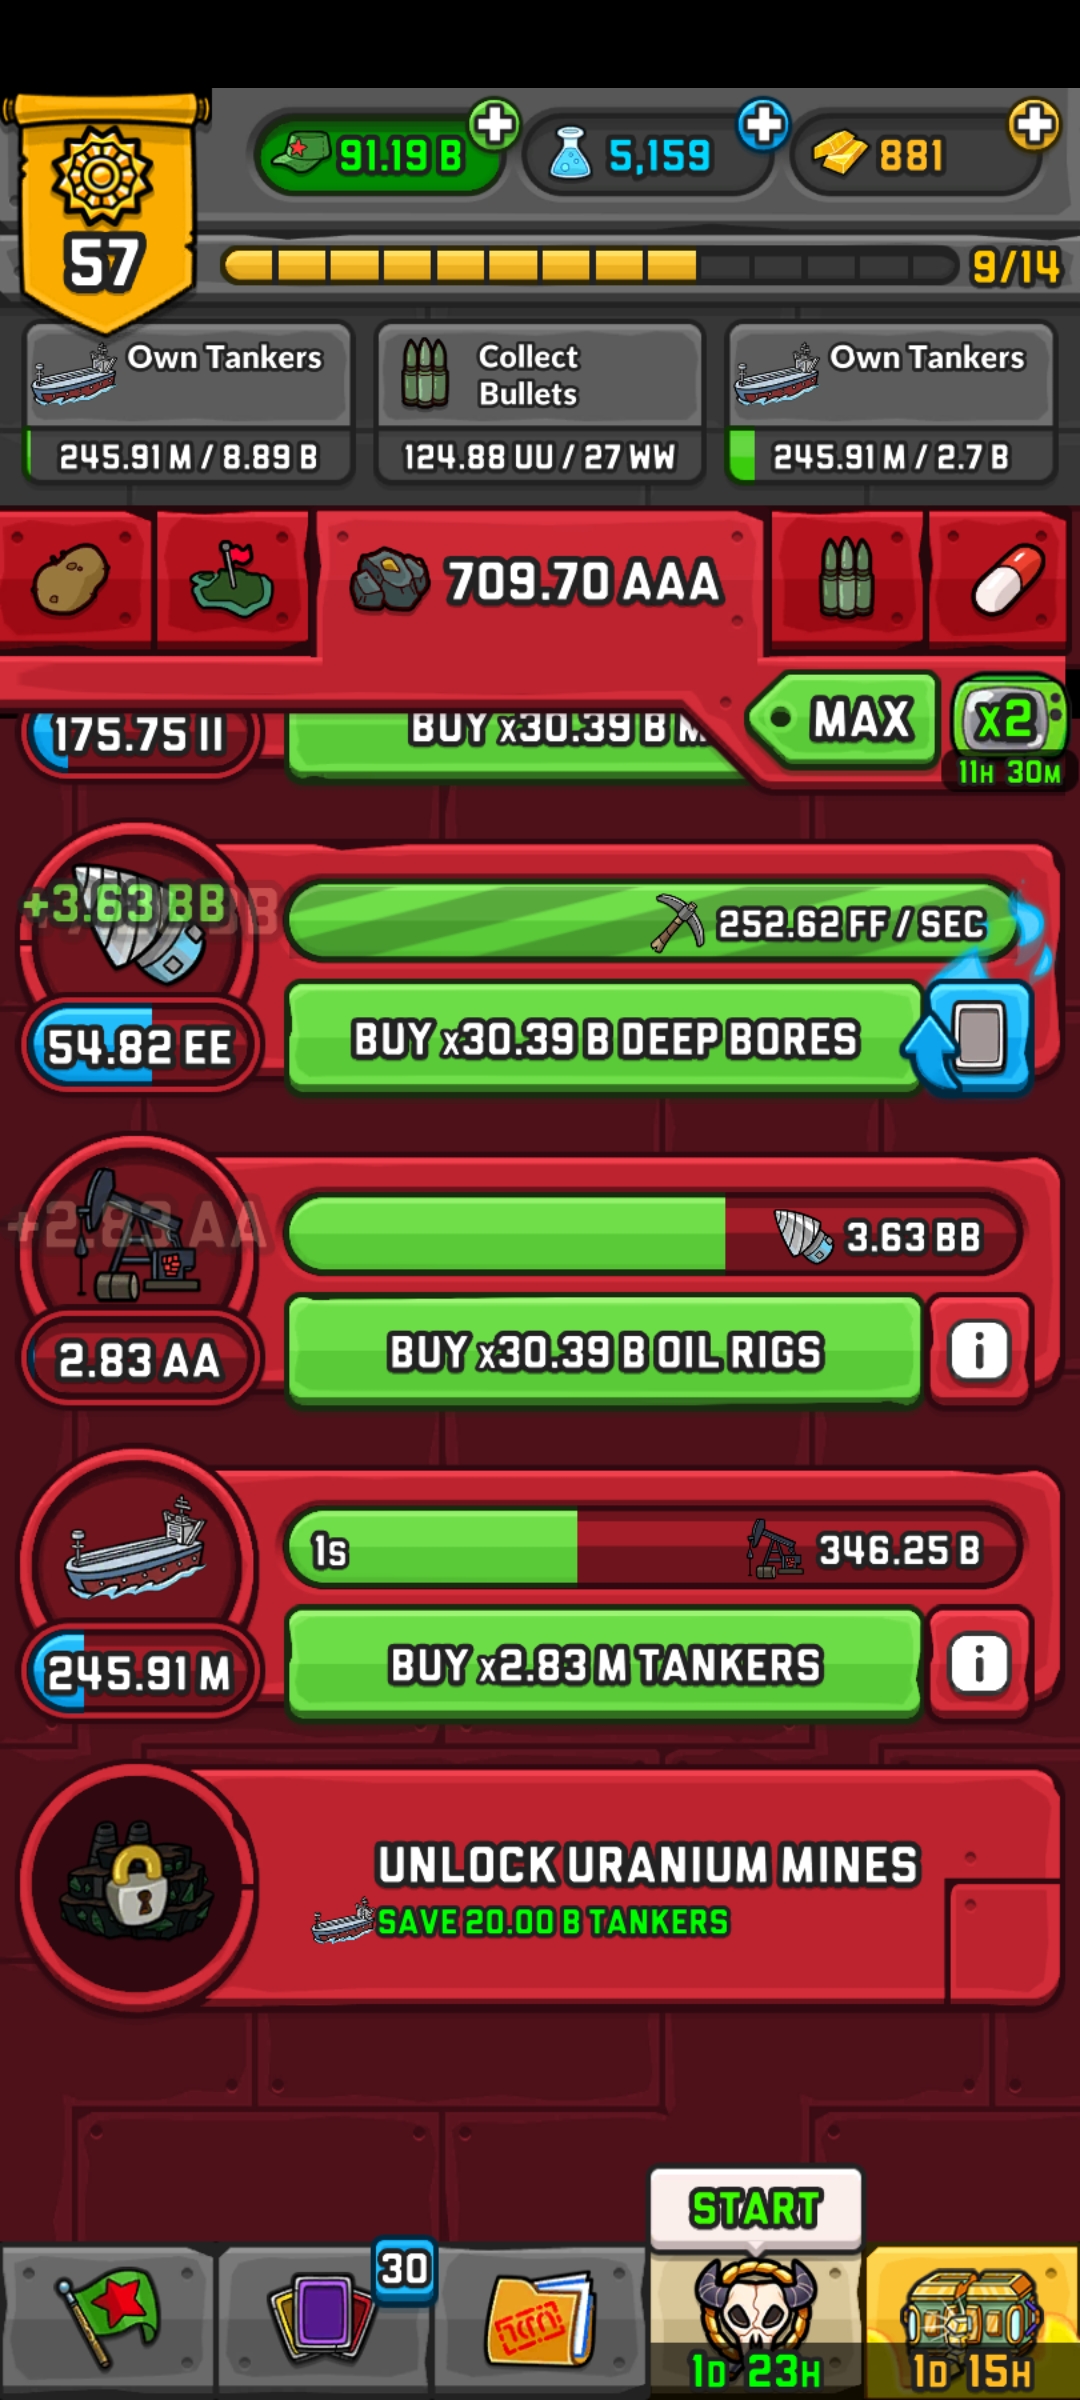 91.19 B
5,159
881
57
9/14
Own Tankers
245.91 M / 8.89 B
Collect
Bullets
124.88 UU / 27 WW
Own Tankers
245.91 M / 2.7 B
709.70 AAA
MAX
x2
11H 30M
175.75 II
BUY x30.39 B
+3.63 BB
252.62 FF / SEC
54.82 EE
BUY x30.39 B DEEP BORES
+2.83 AA
3.63 BB
2.83 AA
BUY x30.39 B OIL RIGS
i
1s
346.25 B
245.91 M
BUY x2.83 M TANKERS
i
UNLOCK URANIUM MINES
SAVE 20.00 B TANKERS
START
30
1D 23H
1D 15H